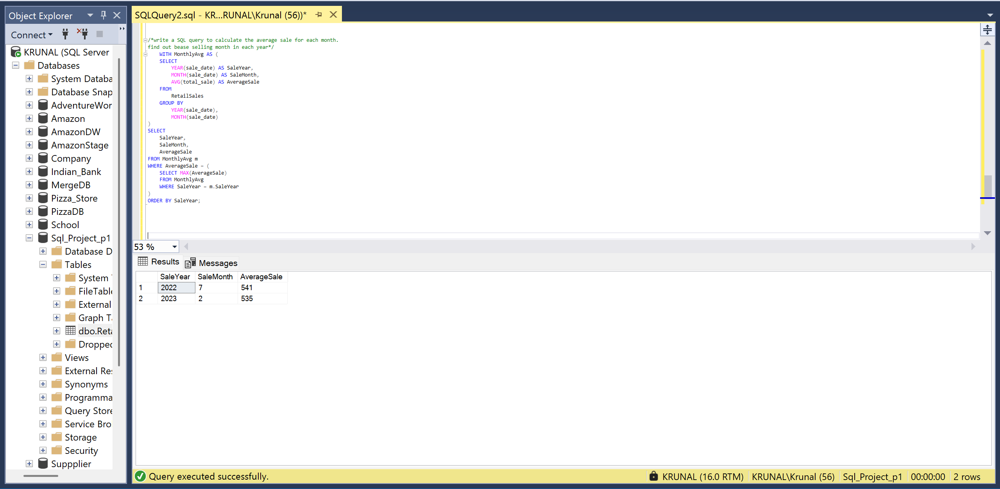 Object Explorer
Connect
KRUNAL (SQL Server
Databases
System Databa
Database Snap
AdventureWor
Amazon
AmazonDW
AmazonStage
Company
Indian_Bank
MergeDB
Pizza_Store
PizzaDB
School
Sql_Project_p1
Database D
Tables
System
FileTable
External
Graph Ta
dbo.Reta
Dropped
Views
External Res
Synonyms
Programma
Query Store
Service Bro
Storage
Security
Suppplier
SQLQuery2.sql - KR...RUNAL\Krunal (56))*
/*write a SQL query to calculate the average sale for each month.
find out bease selling month in each year*/
WITH MonthlyAvg AS (
SELECT
YEAR(sale_date) AS SaleYear,
MONTH(sale_date) AS SaleMonth,
AVG(total_sale) AS AverageSale
FROM
RetailSales
GROUP BY
YEAR(sale_date),
MONTH(sale_date)
)
SELECT
SaleYear,
SaleMonth,
AverageSale
FROM MonthlyAvg m
WHERE AverageSale = (
SELECT MAX(AverageSale)
FROM MonthlyAvg
WHERE SaleYear = m.SaleYear
)
ORDER BY SaleYear;
53 %
Results Messages
SaleYear SaleMonth AverageSale
1 2022 7 541
2 2023 2 535
Query executed successfully. KRUNAL (16.0 RTM) KRUNAL\Krunal (56) Sql_Project_p1 00:00:00 2 rows